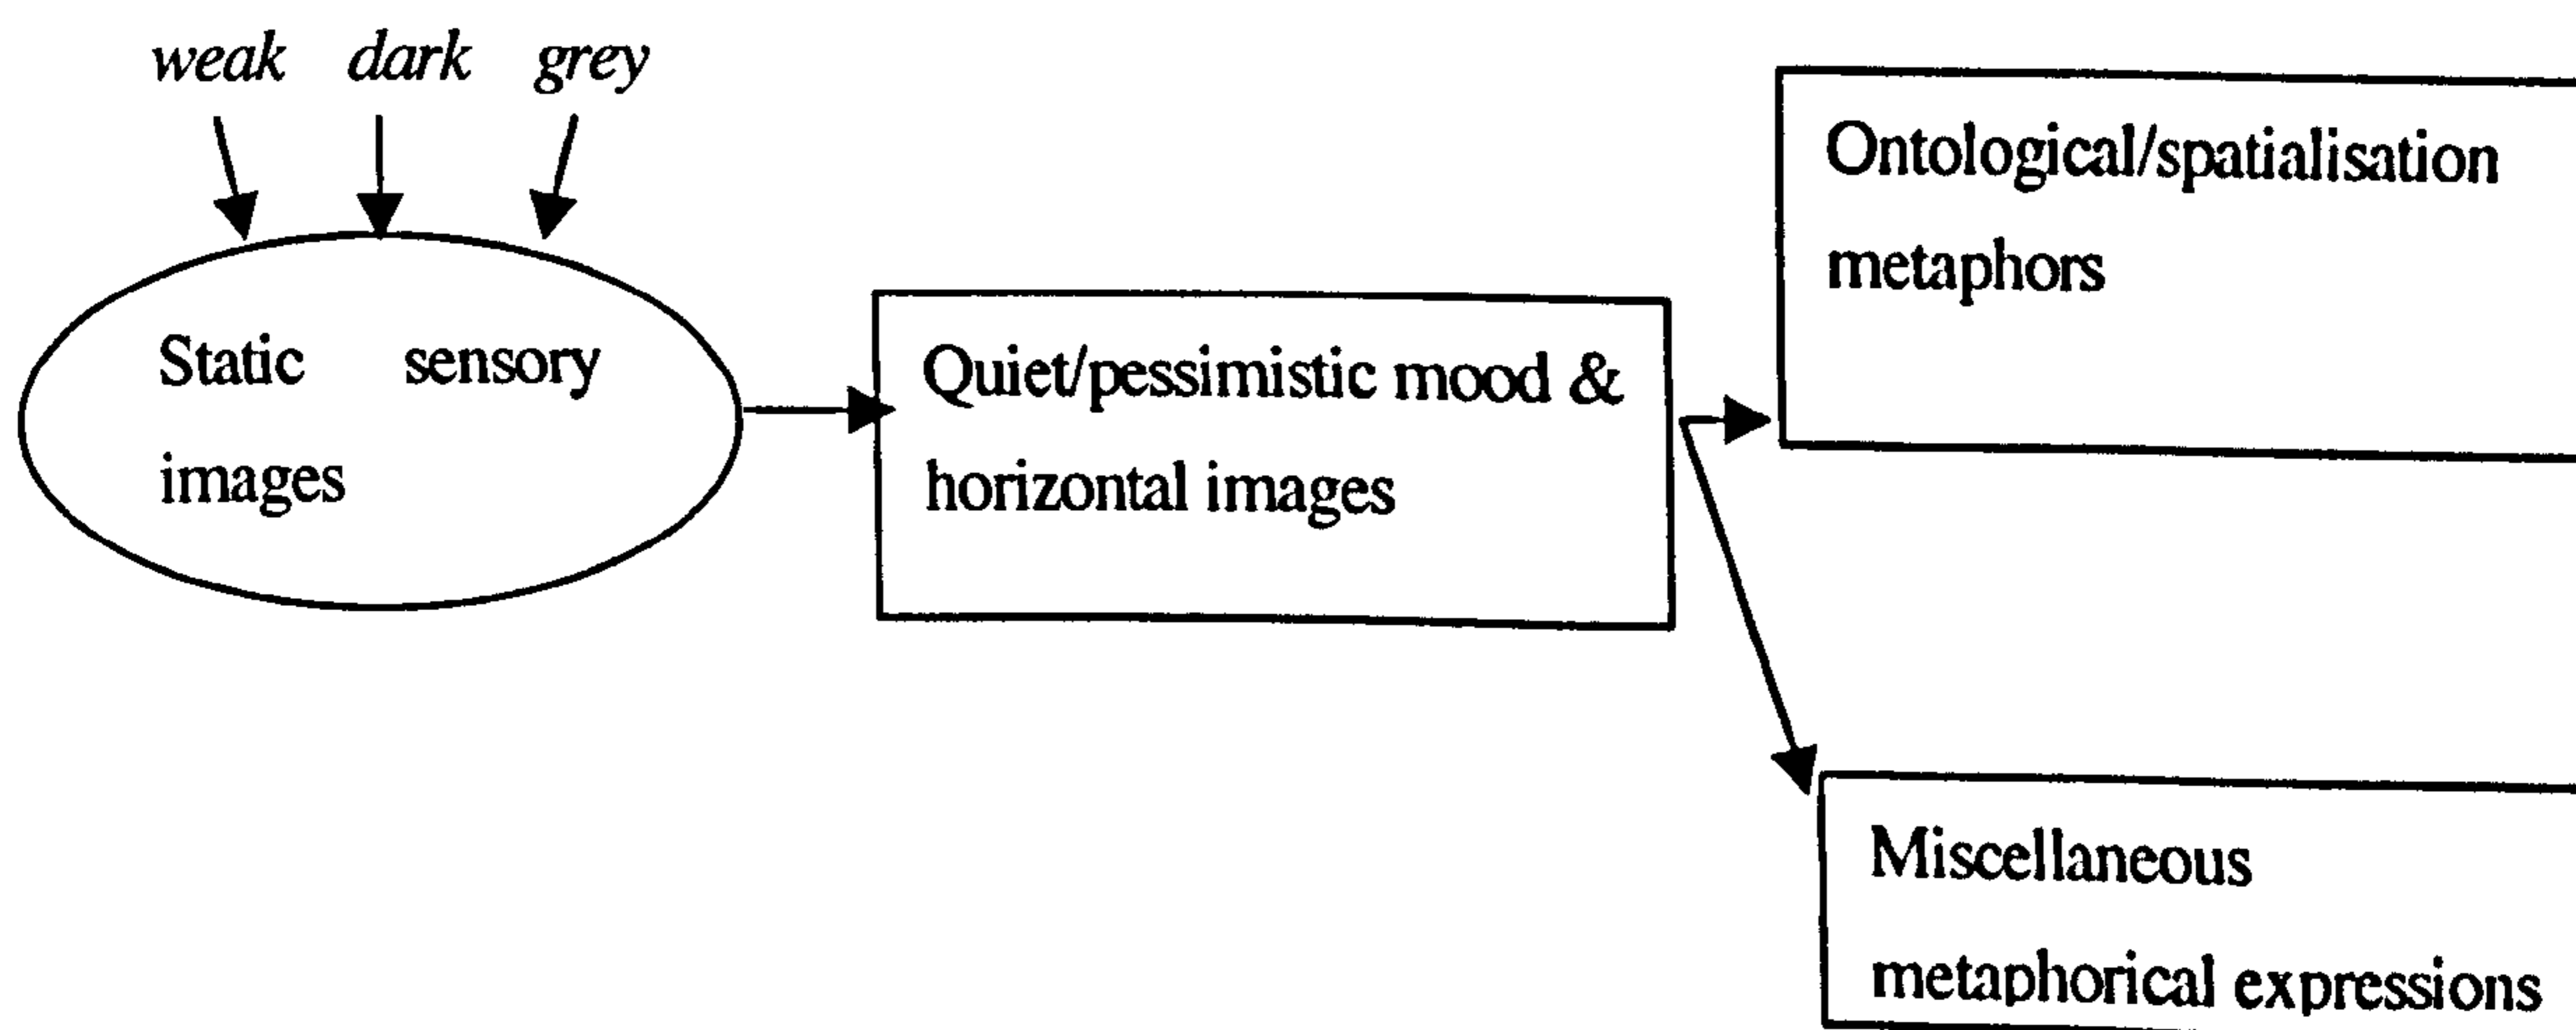 weak dark grey
Static sensory
images
Quiet/pessimistic mood &
horizontal images
Ontological/spatialisation
metaphors
Miscellaneous
metaphorical expressions